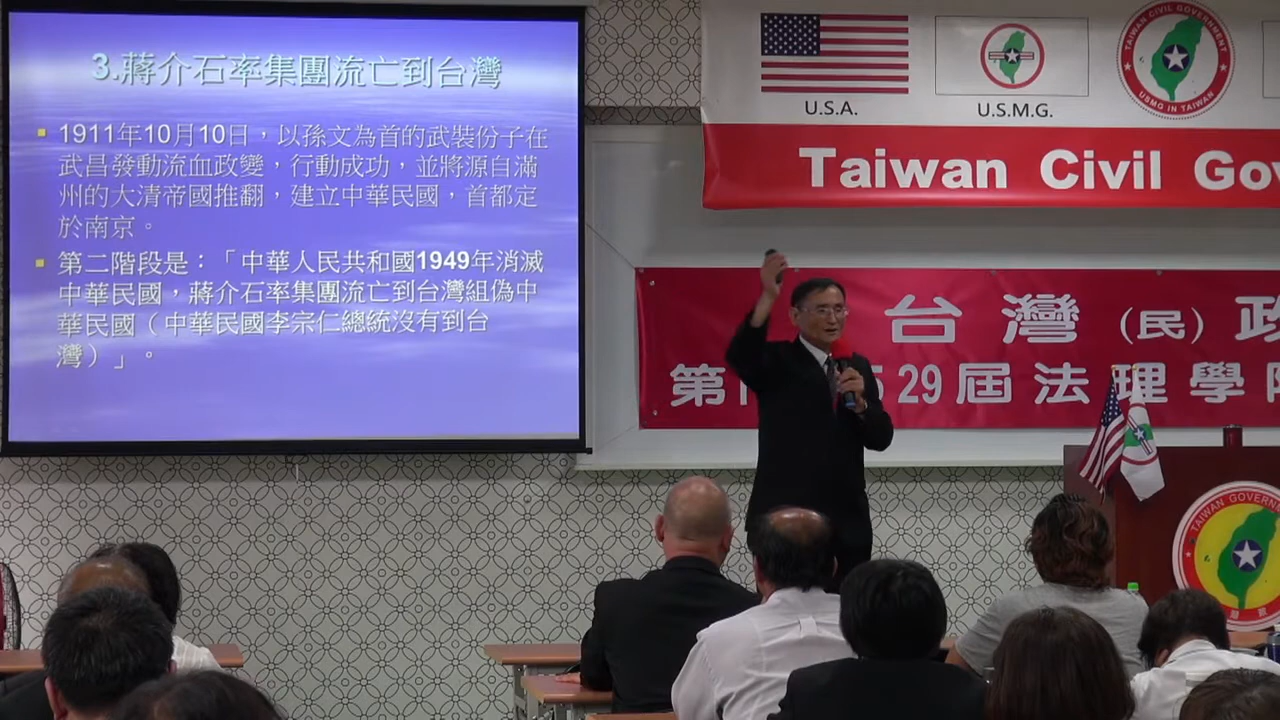 3.蔣介石率集團流亡到台灣
1911年10月10日，以孫文為首的武裝份子在
武昌發動流血政變，行動成功，並將源自滿
州的大清帝國推翻，建立中華民國，首都定
於南京。
第二階段是：「中華人民共和國1949年消滅
中華民國，蔣介石率集團流亡到台灣組偽中
華民國（中華民國李宗仁總統沒有到台
灣）」。
U.S.A.
U.S.M.G.
TAIWAN CIVIL GOVERNMENT
USMG IN TAIWAN
Taiwan Civil Go
台灣（民）政
第
529屆法理學
TAIWAN GOVERNMENT